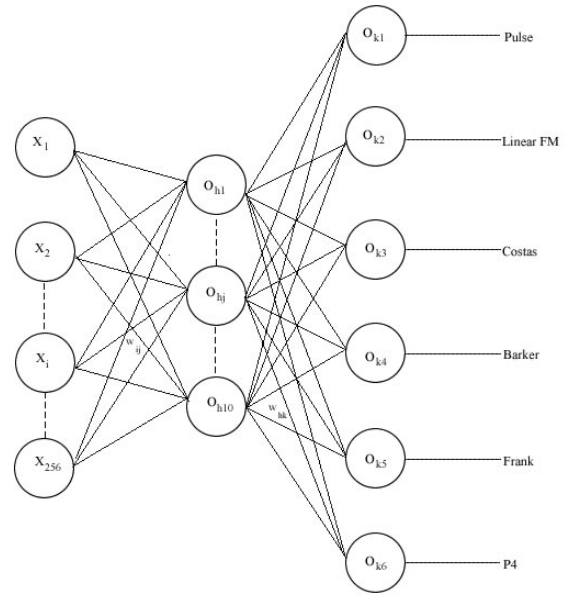 X1
X2
Xi
X256
wij
Oh1
Ohj
Oh10
whk
Ok1
Ok2
Ok3
Ok4
Ok5
Ok6
Pulse
Linear FM
Costas
Barker
Frank
P4